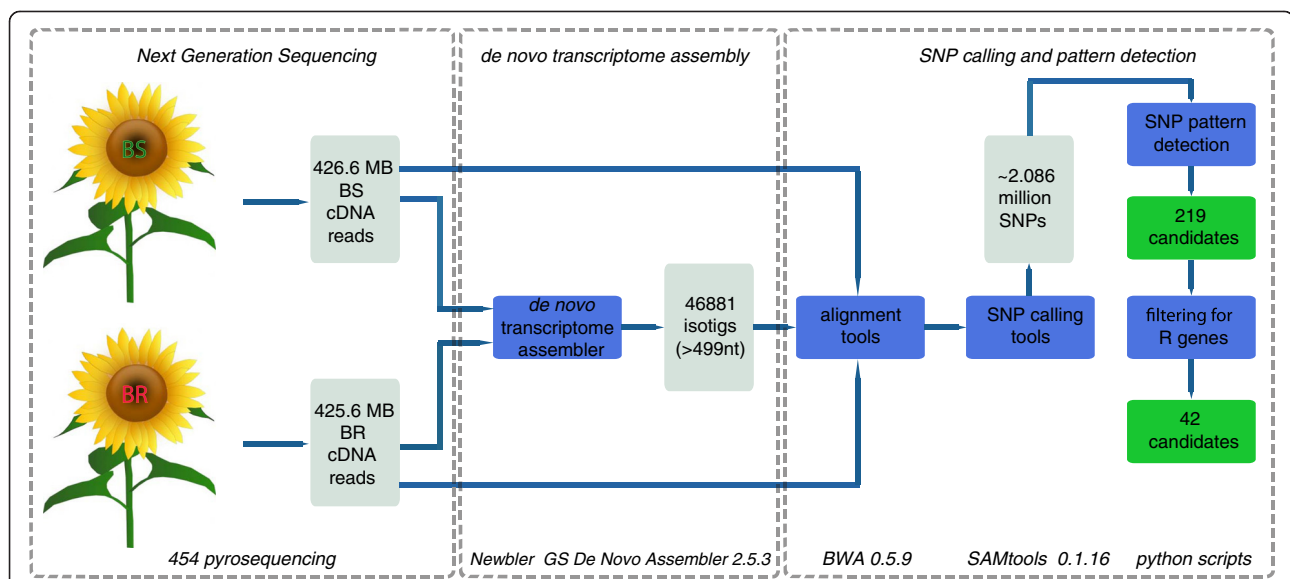 Next Generation Sequencing
de novo transcriptome assembly
SNP calling and pattern detection
BS
426.6 MB
BS
cDNA
reads
BR
425.6 MB
BR
cDNA
reads
de novo
transcriptome
assembler
46881
isotigs
(>499nt)
alignment
tools
SNP calling
tools
~2.086
million
SNPs
SNP pattern
detection
219
candidates
filtering for
R genes
42
candidates
454 pyrosequencing
Newbler GS De Novo Assembler 2.5.3
BWA 0.5.9
SAMtools 0.1.16
python scripts